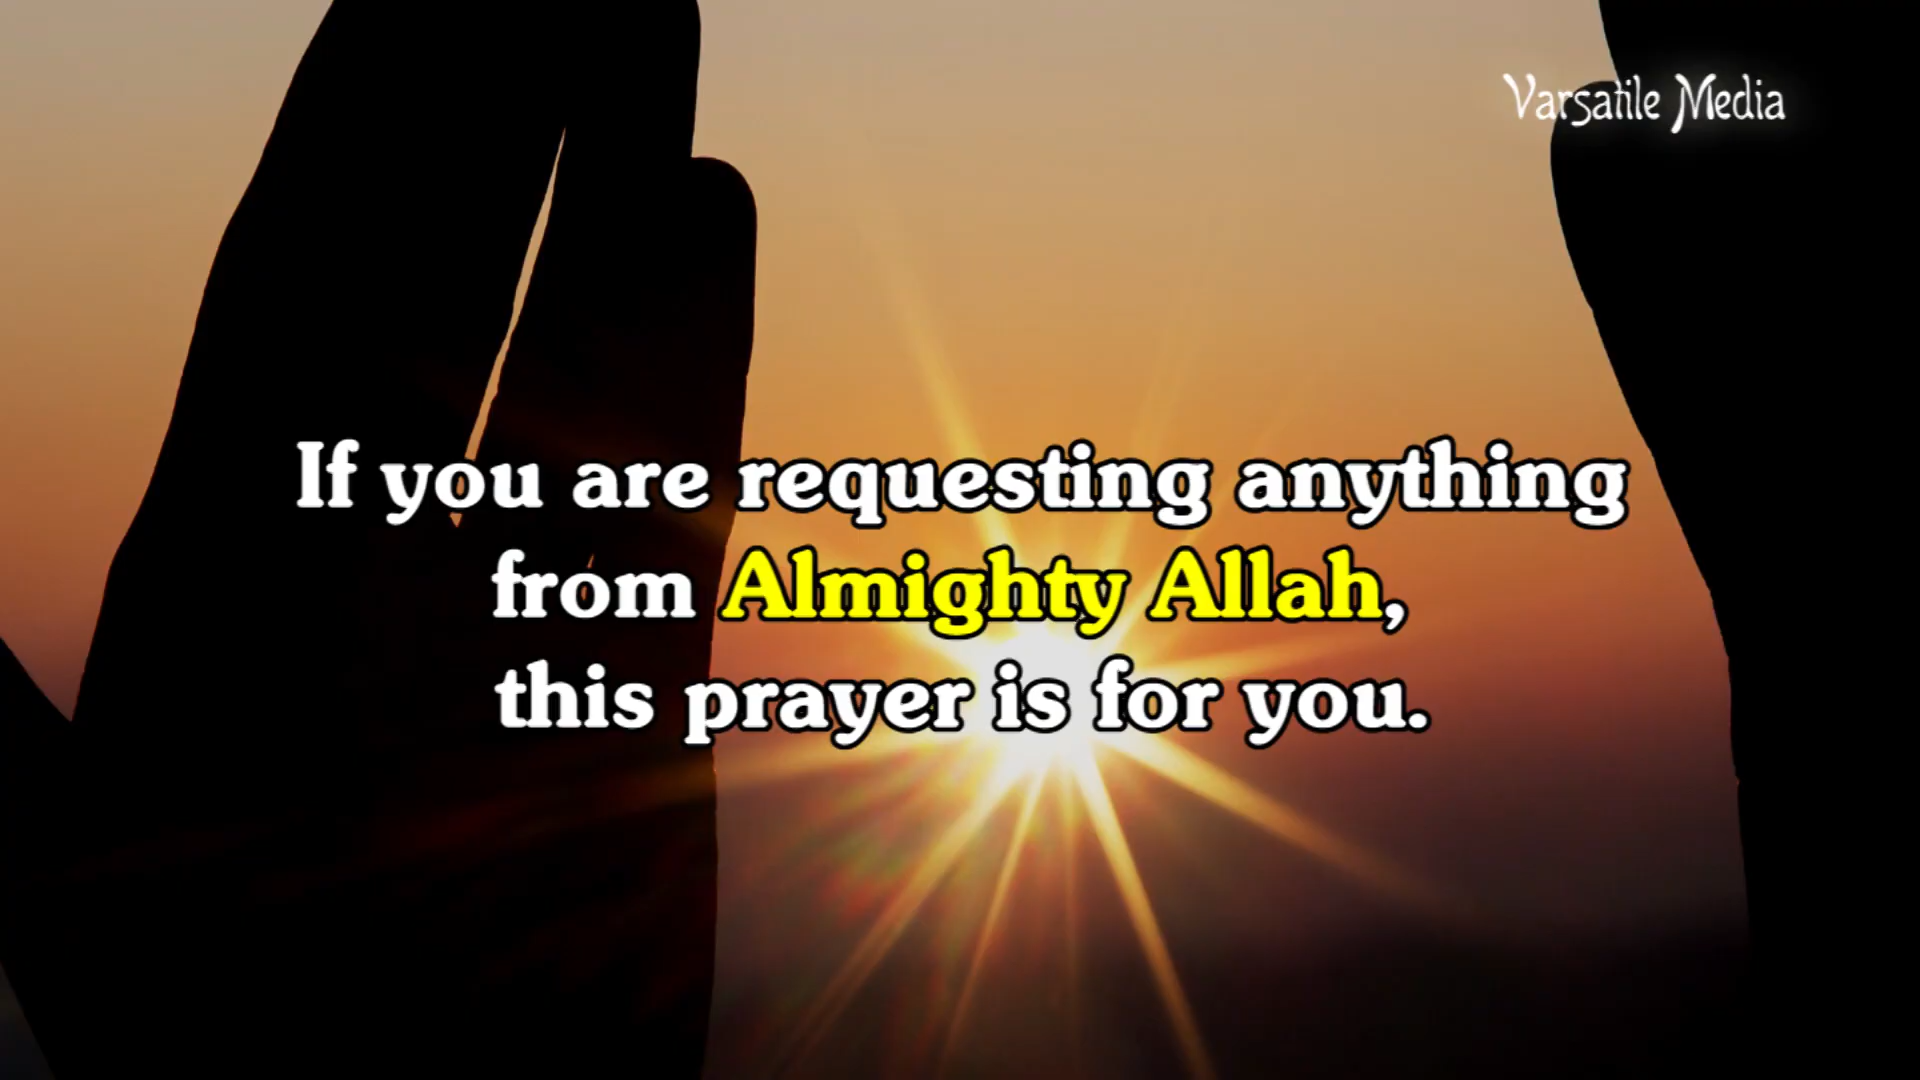 Varsatile Media
If you are requesting anything
from Almighty Allah,
this prayer is for you.